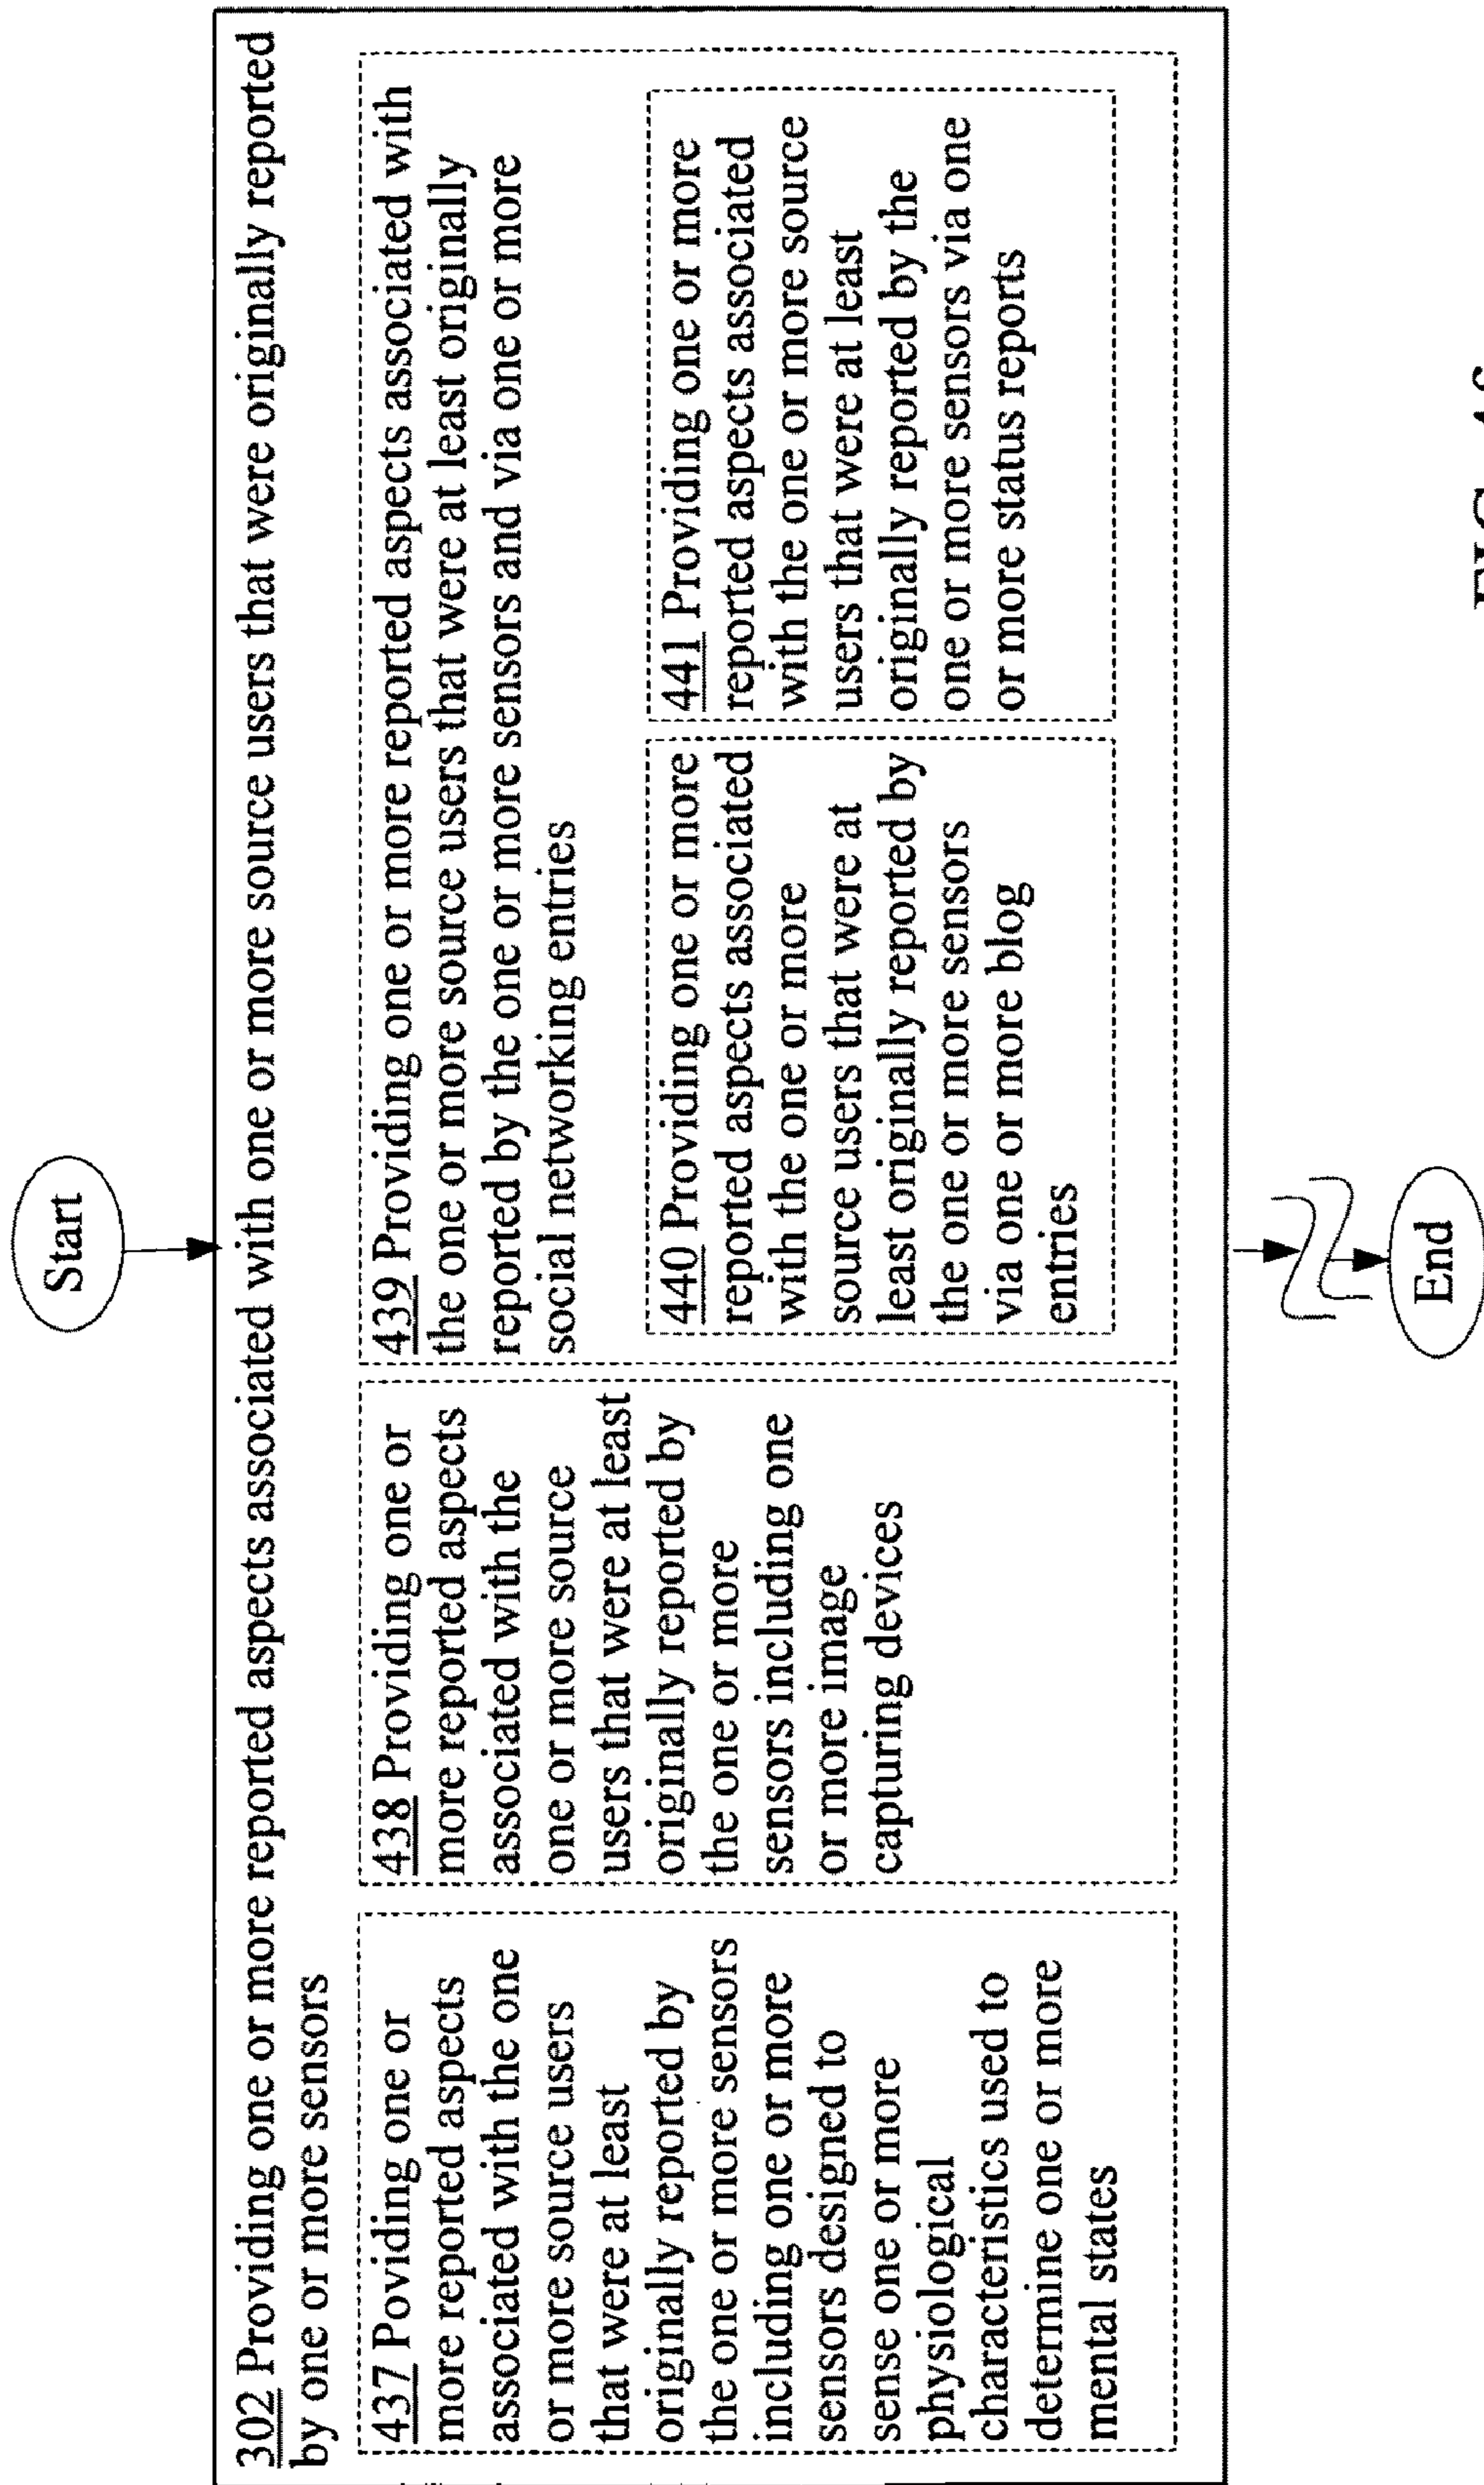 Start
302 Providing one or more reported aspects associated with one or more source users that were originally reported
by one or more sensors
437 Poviding one or
more reported aspects
associated with the one
or more source users
that were at least
originally reported by
the one or more sensors
including one or more
sensors designed to
sense one or more
physiological
characteristics used to
determine one or more
mental states
438 Providing one or
more reported aspects
associated with the
one or more source
users that were at least
originally reported by
the one or more
sensors including one
or more image
capturing devices
439 Providing one or more reported aspects associated with
the one or more source users that were at least originally
reported by the one or more sensors and via one or more
social networking entries
440 Providing one or more
reported aspects associated
with the one or more
source users that were at
least originally reported by
the one or more sensors
via one or more blog
entries
441 Providing one or more
reported aspects associated
with the one or more source
users that were at least
originally reported by the
one or more sensors via one
or more status reports
End